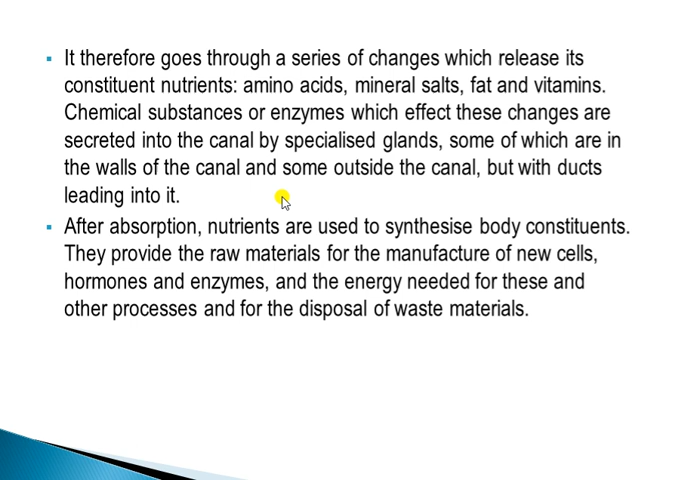 ▪ It therefore goes through a series of changes which release its
constituent nutrients: amino acids, mineral salts, fat and vitamins.
Chemical substances or enzymes which effect these changes are
secreted into the canal by specialised glands, some of which are in
the walls of the canal and some outside the canal, but with ducts
leading into it.
▪ After absorption, nutrients are used to synthesise body constituents.
They provide the raw materials for the manufacture of new cells,
hormones and enzymes, and the energy needed for these and
other processes and for the disposal of waste materials.